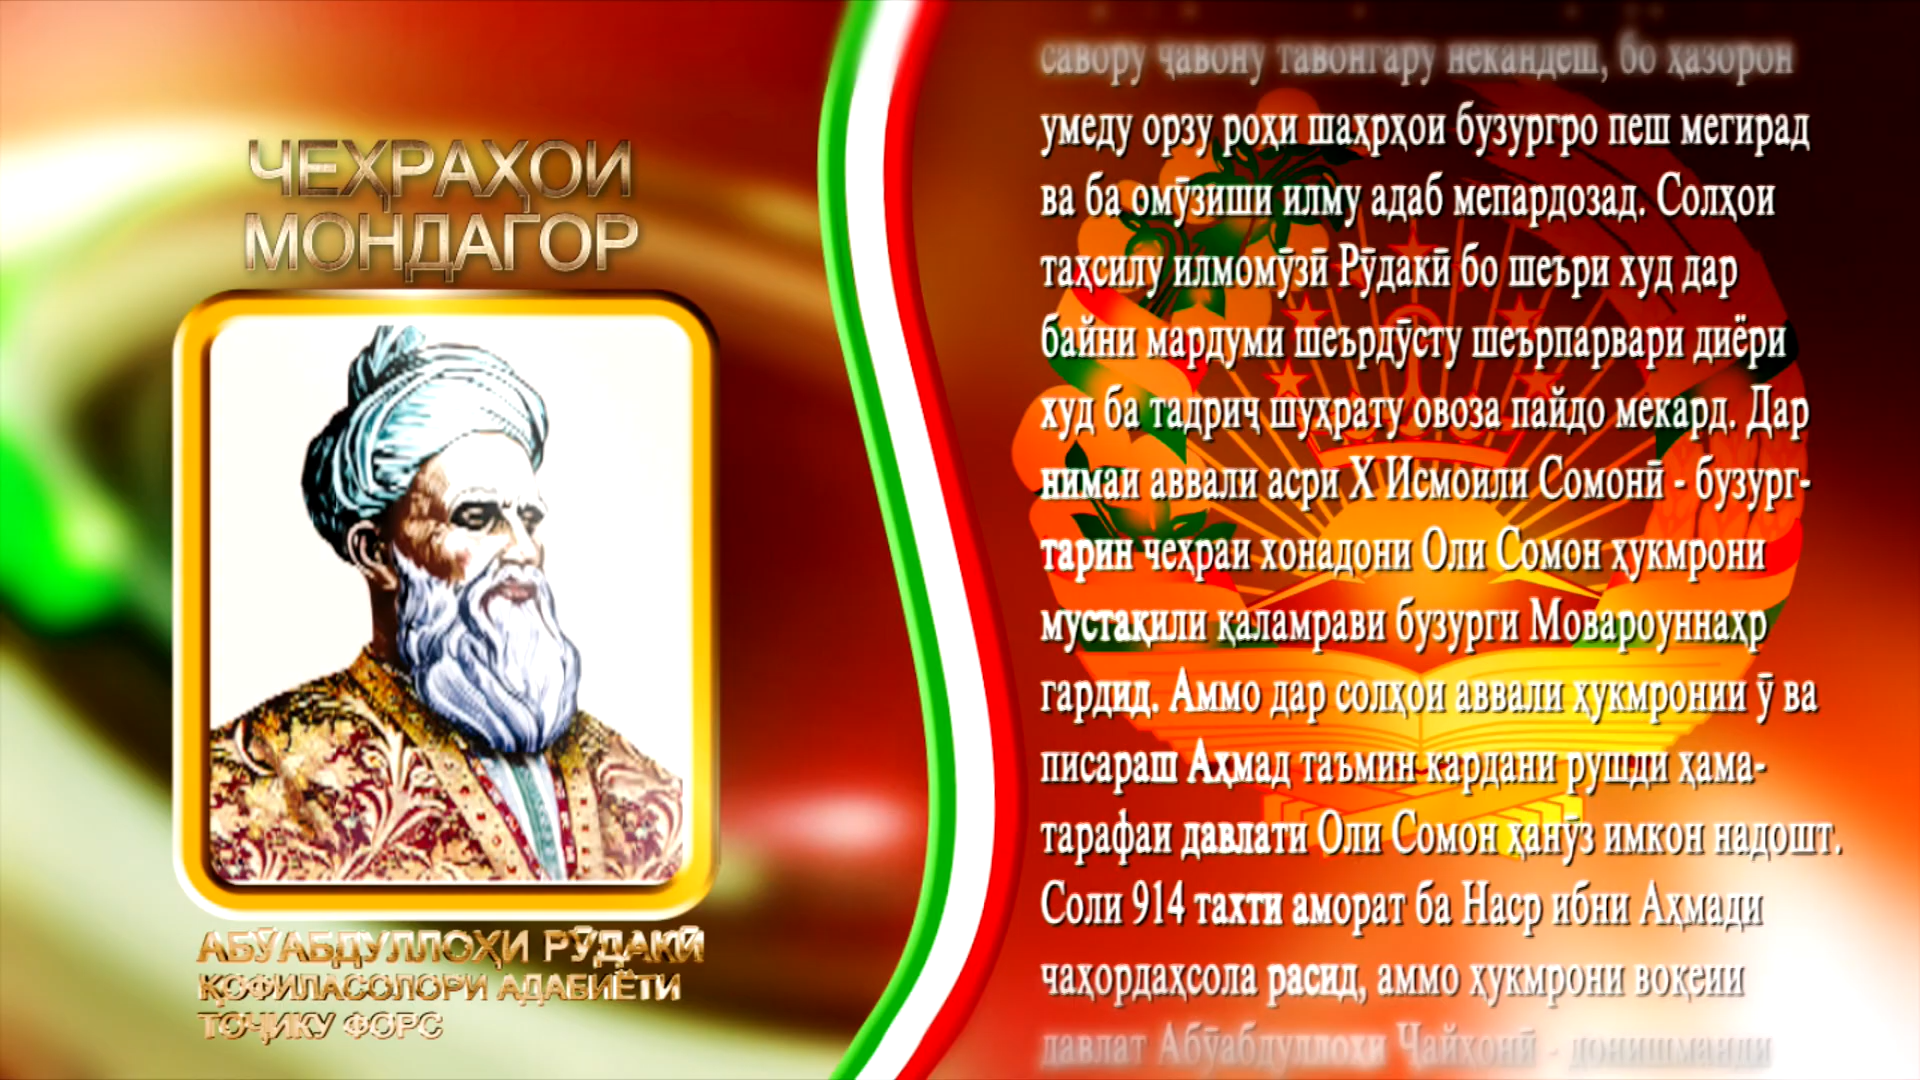 ЧЕҲРАҲОИ
МОНДАГОР
АБӮАБДУЛЛОҲИ РӮДАКӢ
ҚОФИЛАСОЛОРИ АДАБИЁТИ
ТОҶИКУ ФОРС
савору ҷавону тавонгару некандеш, бо ҳазорон
умеду орзу роҳи шаҳрҳои бузургро пеш мегирад
ва ба омӯзиши илму адаб мепардозад. Солҳои
таҳсилу илмомӯзӣ Рӯдакӣ бо шеъри худ дар
байни мардуми шеърдӯсту шеърпарвари диёри
худ ба тадриҷ шуҳрату овоза пайдо мекард. Дар
нимаи аввали асри X Исмоили Сомонӣ - бузург-
тарин чеҳраи хонадони Оли Сомон ҳукмрони
мустақили қаламрави бузурги Мовароуннаҳр
гардид. Аммо дар солҳои аввали ҳукмронии ӯ ва
писараш Аҳмад таъмин кардани рушди ҳама-
тарафаи давлати Оли Сомон ҳанӯз имкон надошт.
Соли 914 тахти аморат ба Наср ибни Аҳмади
чаҳордаҳсола расид, аммо ҳукмрони воқеии
давлат Абӯабдуллоҳи Ҷайҳонӣ - донишманди